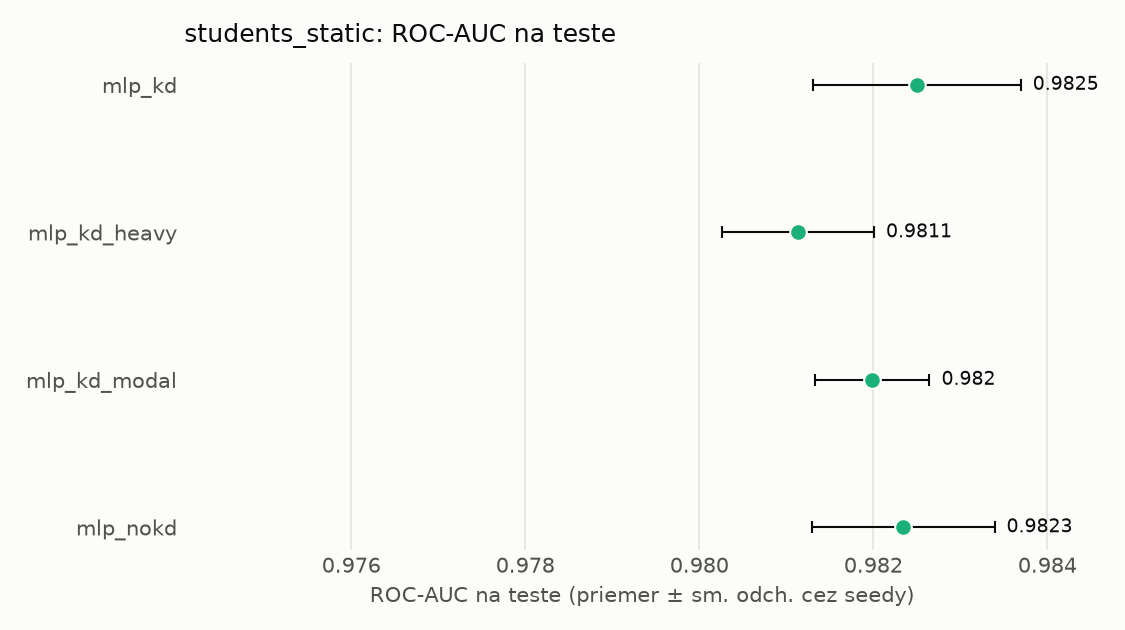 students_static: ROC-AUC na teste
mlp_kd
0.9825
mlp_kd_heavy
0.9811
mlp_kd_modal
0.982
mlp_nokd
0.9823
0.976 0.978 0.980 0.982 0.984
ROC-AUC na teste (priemer ± sm. odch. cez seedy)